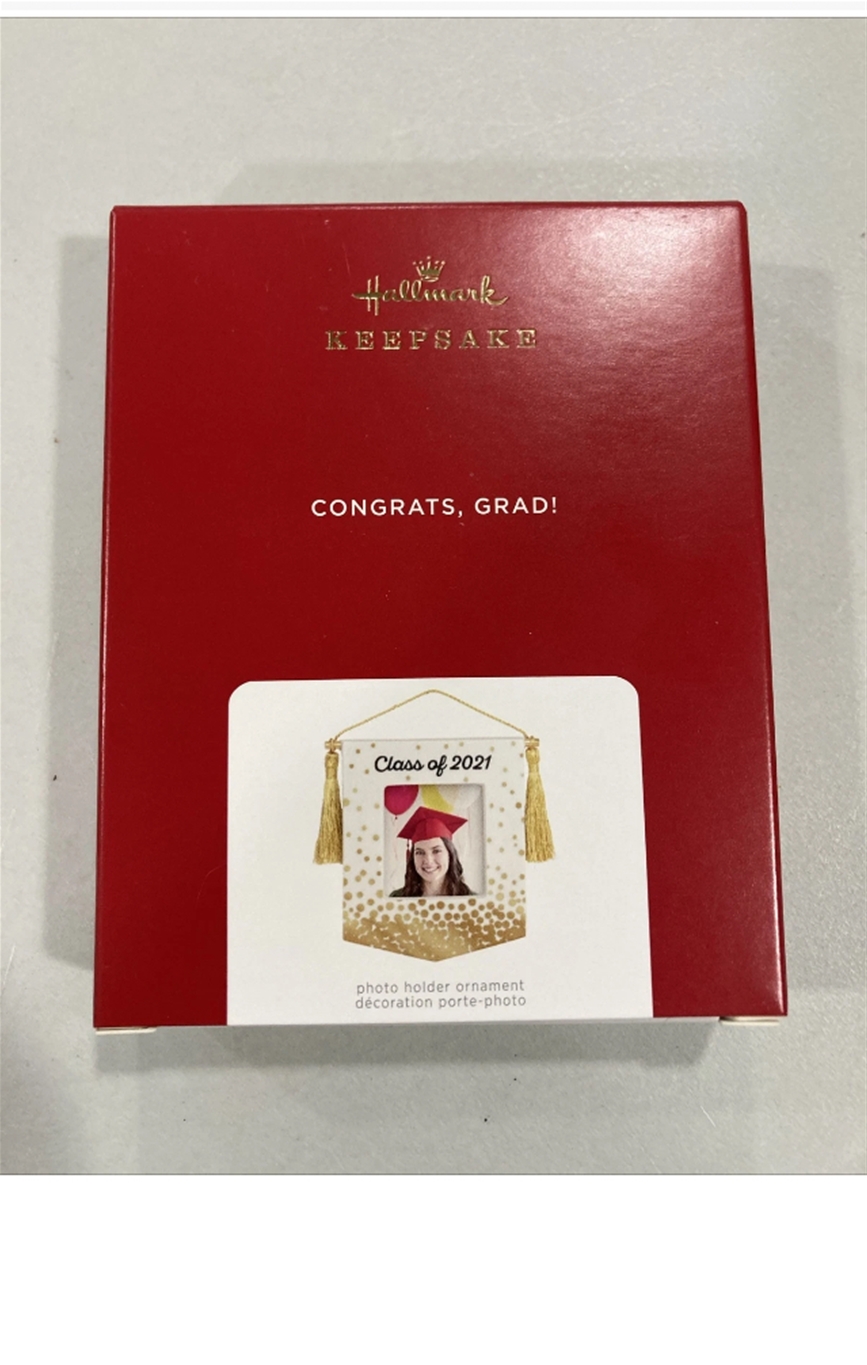 Hallmark
KEEPSAKE
CONGRATS, GRAD!
Class of 2021
photo holder ornament
décoration porte-photo